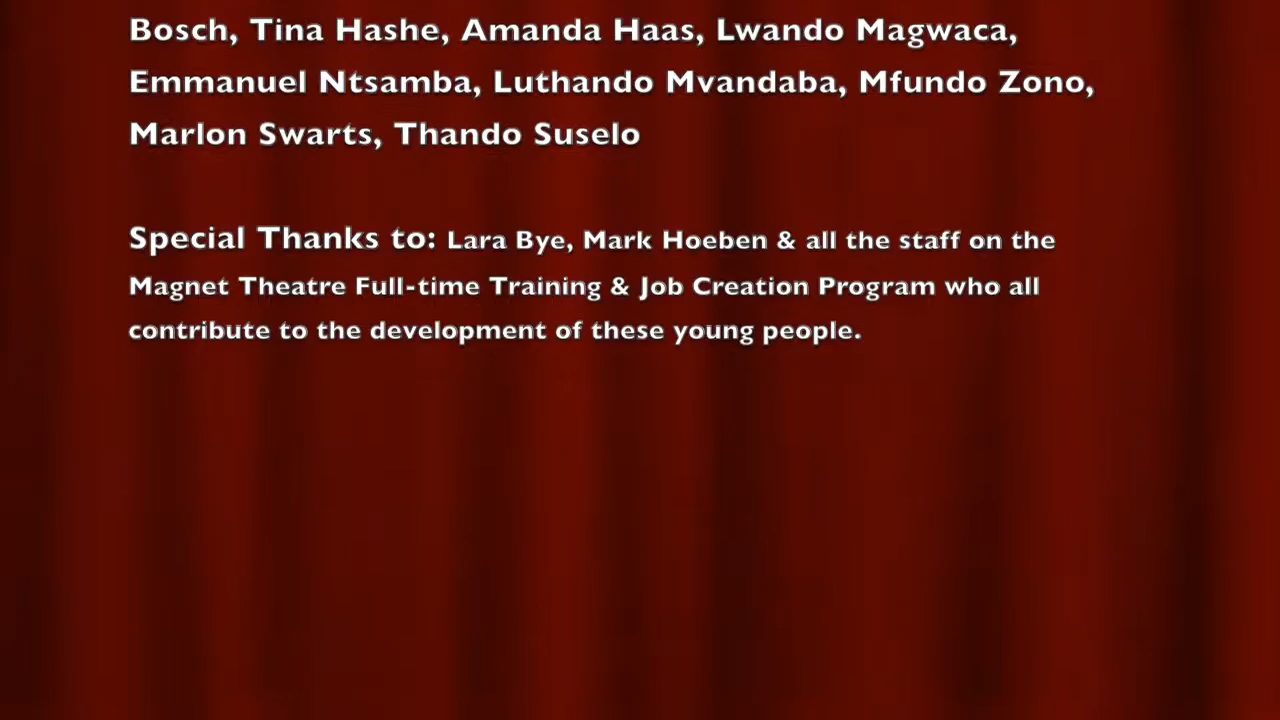 Bosch, Tina Hashe, Amanda Haas, Lwando Magwaca,
Emmanuel Ntsamba, Luthando Mvandaba, Mfundo Zono,
Marlon Swarts, Thando Suselo
Special Thanks to: Lara Bye, Mark Hoeben & all the staff on the
Magnet Theatre Full-time Training & Job Creation Program who all
contribute to the development of these young people.